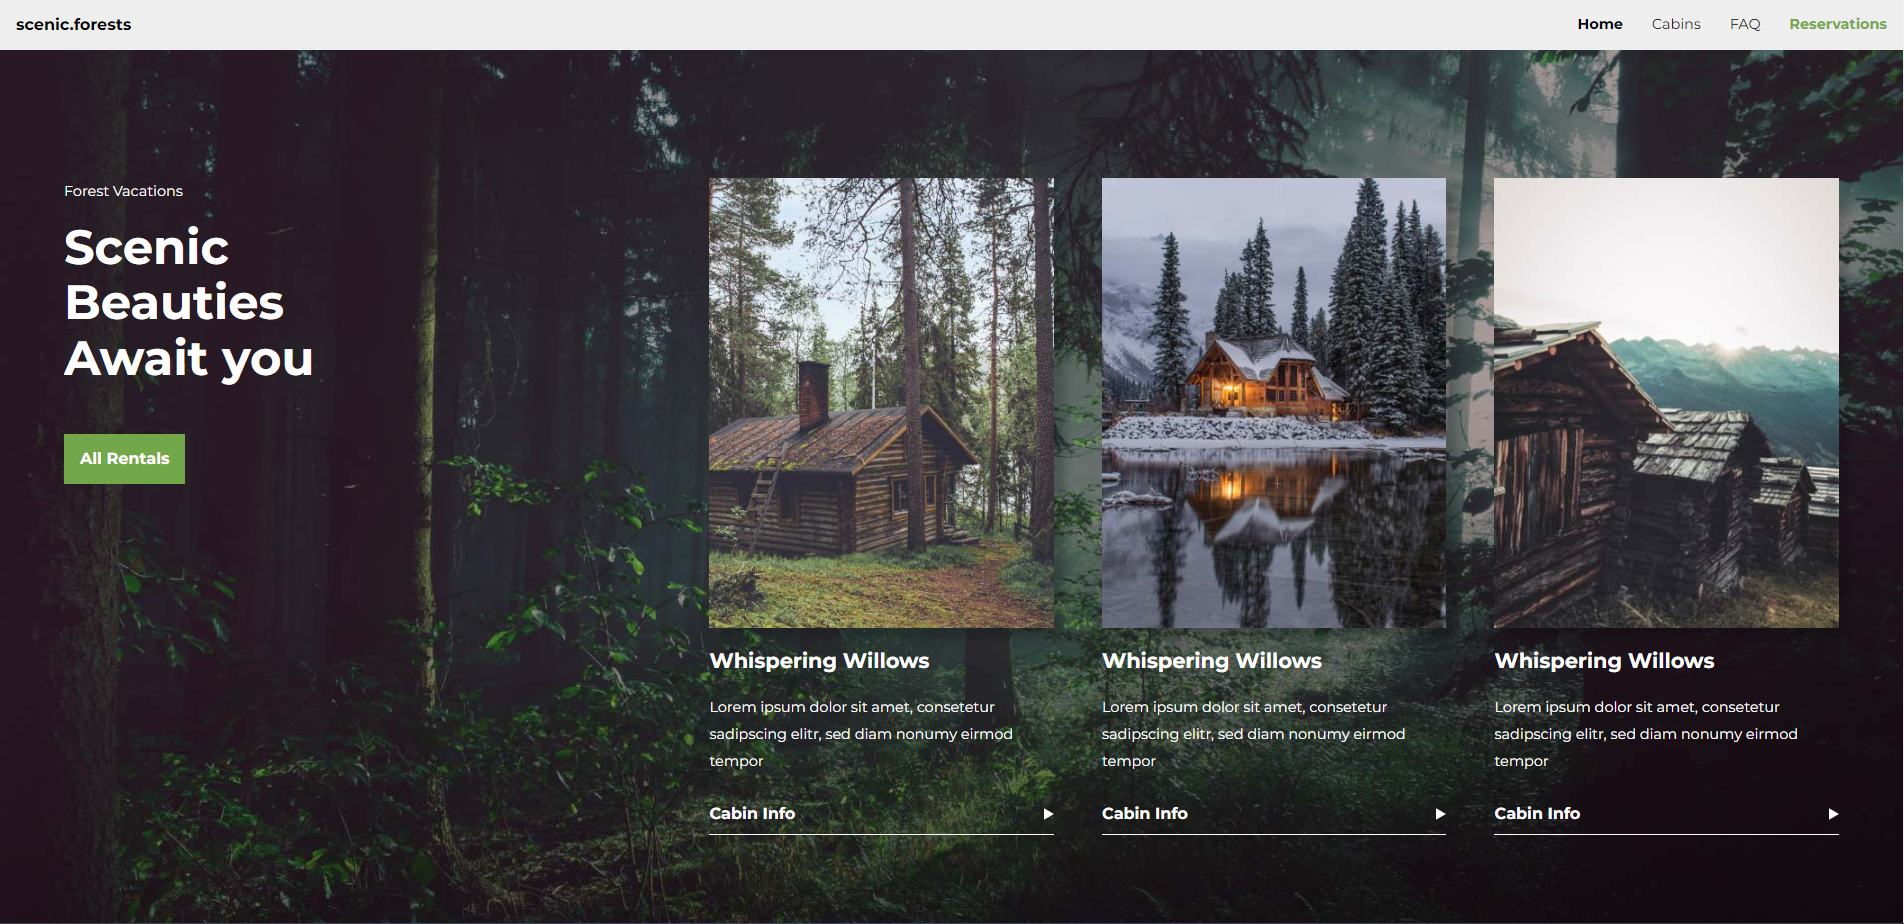 scenic.forests
Home Cabins FAQ Reservations
Forest Vacations
Scenic
Beauties
Await you
All Rentals
Whispering Willows
Lorem ipsum dolor sit amet, consetetur
sadipscing elitr, sed diam nonumy eirmod
tempor
Cabin Info
Whispering Willows
Lorem ipsum dolor sit amet, consetetur
sadipscing elitr, sed diam nonumy eirmod
tempor
Cabin Info
Whispering Willows
Lorem ipsum dolor sit amet, consetetur
sadipscing elitr, sed diam nonumy eirmod
tempor
Cabin Info